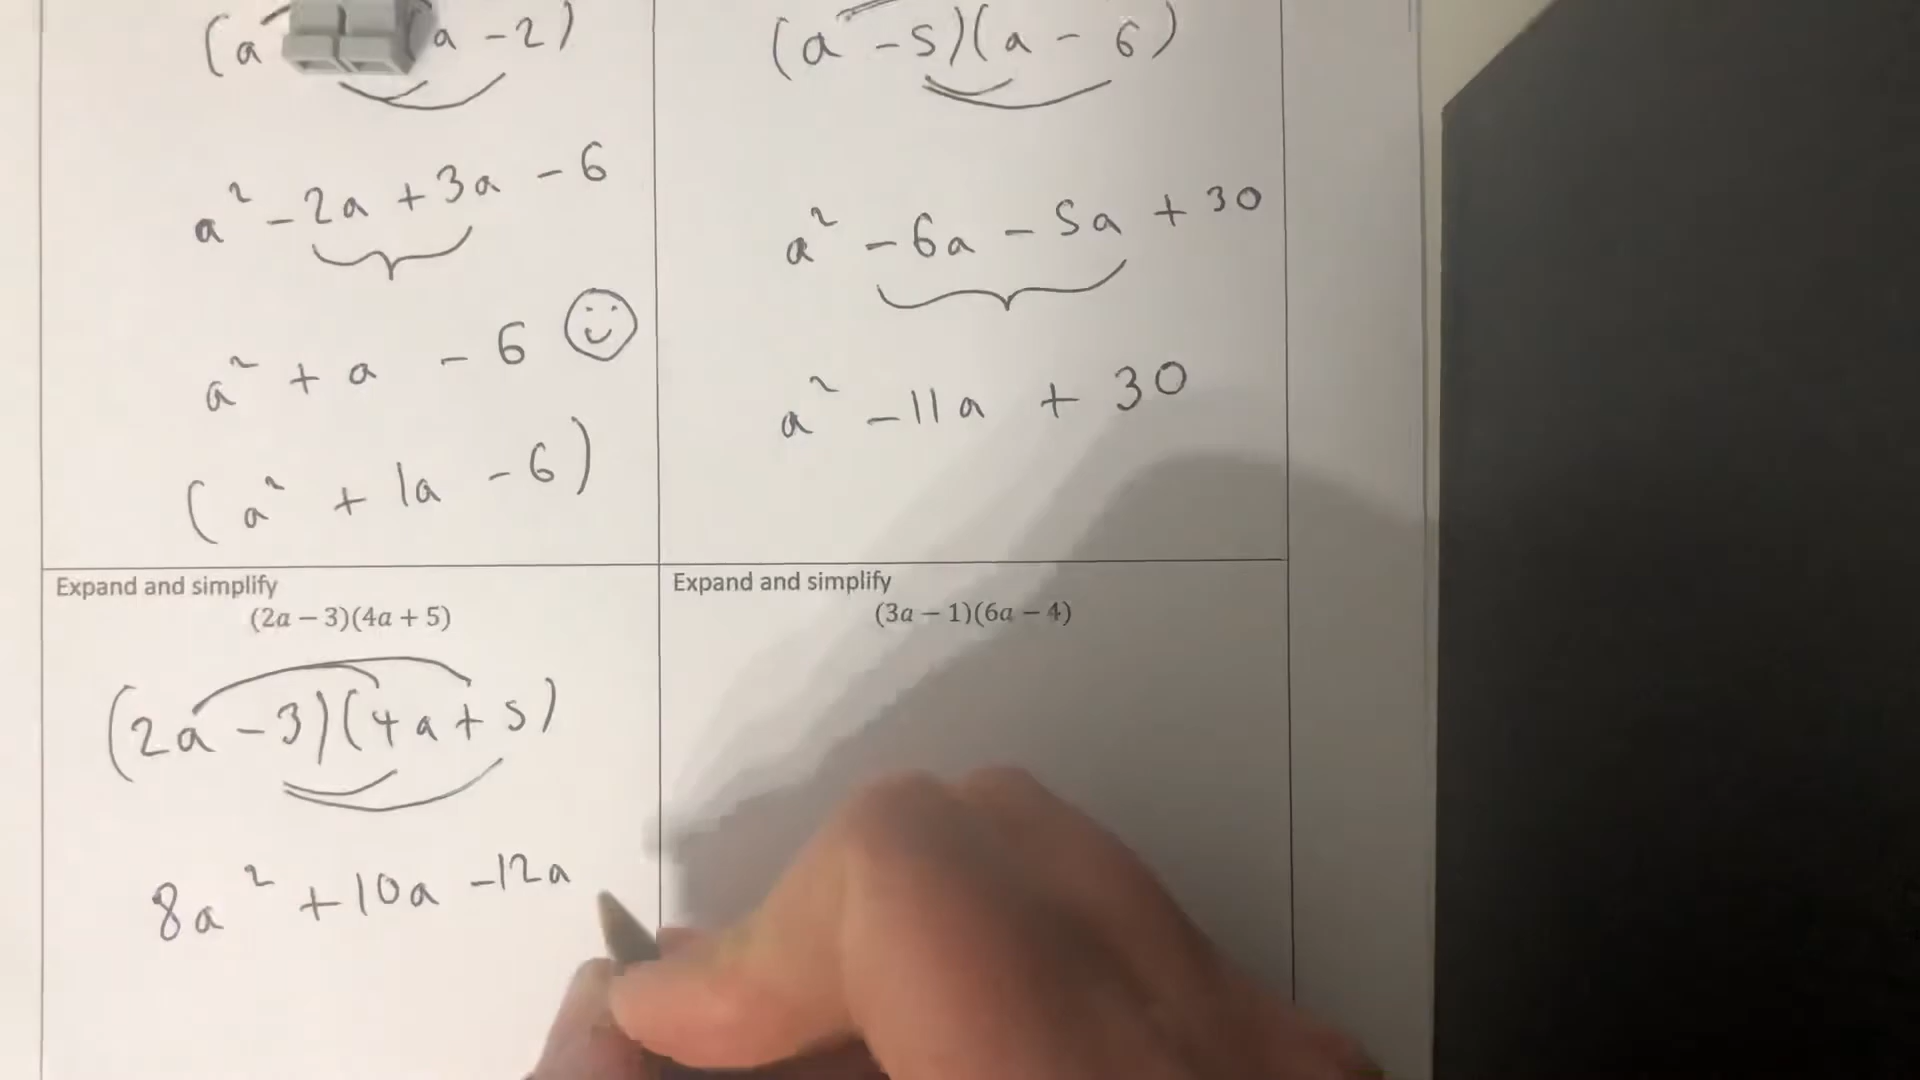 (a a - 2)
a² - 2a + 3a - 6
a² + a - 6
(a² + 1a - 6)
(a - 5)(a - 6)
a² - 6a - 5a + 30
a² - 11a + 30
Expand and simplify
(2a − 3)(4a + 5)
(2a - 3)(4a + 5)
8a² + 10a - 12a
Expand and simplify
(3a − 1)(6a − 4)